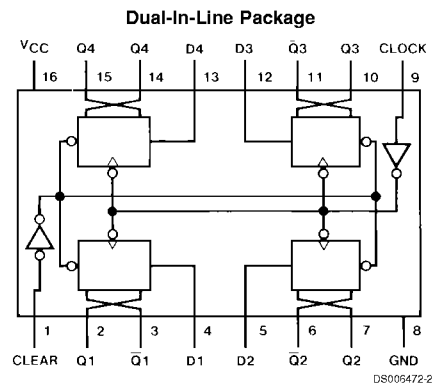 Dual-In-Line Package
VCC Q4 Q4 D4 D3 Q̄3 Q3 CLOCK
16 15 14 13 12 11 10 9
1 2 3 4 5 6 7 8
CLEAR Q1 Q̄1 D1 D2 Q̄2 Q2 GND
DS006472-2